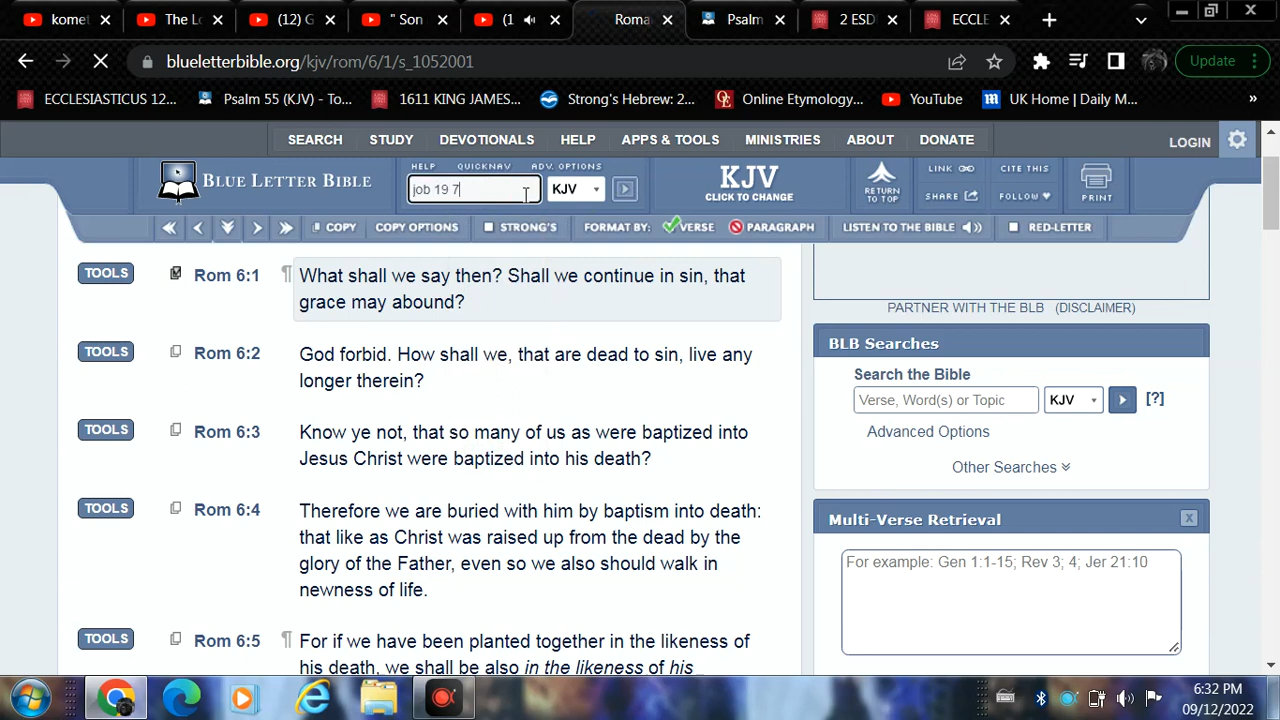 komet
The Lo
(12) G
" Son
(1
Roma
Psalm
2 ESD
ECCLE
blueletterbible.org/kjv/rom/6/1/s_1052001
Update
ECCLESIASTICUS 12...
Psalm 55 (KJV) - To...
1611 KING JAMES...
Strong's Hebrew: 2...
Online Etymology...
YouTube
UK Home | Daily M...
»
SEARCH STUDY DEVOTIONALS HELP APPS & TOOLS MINISTRIES ABOUT DONATE
LOGIN
BLUE LETTER BIBLE
HELP QUICKNAV ADV. OPTIONS
job 19 7
KJV
KJV
CLICK TO CHANGE
RETURN
TO TOP
LINK
CITE THIS
SHARE
FOLLOW
PRINT
COPY COPY OPTIONS STRONG'S FORMAT BY: VERSE PARAGRAPH LISTEN TO THE BIBLE RED-LETTER
TOOLS Rom 6:1 ¶ What shall we say then? Shall we continue in sin, that
grace may abound?
TOOLS Rom 6:2 God forbid. How shall we, that are dead to sin, live any
longer therein?
TOOLS Rom 6:3 Know ye not, that so many of us as were baptized into
Jesus Christ were baptized into his death?
TOOLS Rom 6:4 Therefore we are buried with him by baptism into death:
that like as Christ was raised up from the dead by the
glory of the Father, even so we also should walk in
newness of life.
TOOLS Rom 6:5 ¶ For if we have been planted together in the likeness of
his death, we shall be also in the likeness of his
PARTNER WITH THE BLB (DISCLAIMER)
BLB Searches
Search the Bible
Verse, Word(s) or Topic
KJV
[?]
Advanced Options
Other Searches
Multi-Verse Retrieval
X
For example: Gen 1:1-15; Rev 3; 4; Jer 21:10
6:32 PM
09/12/2022